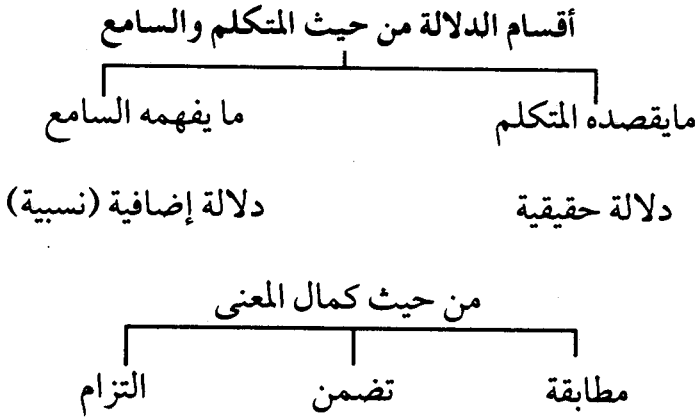 أقسام الدلالة من حيث المتكلم والسامع
مايقصده المتكلم ما يفهمه السامع
دلالة حقيقية دلالة إضافية (نسبية)
من حيث كمال المعنى
مطابقة تضمن التزام